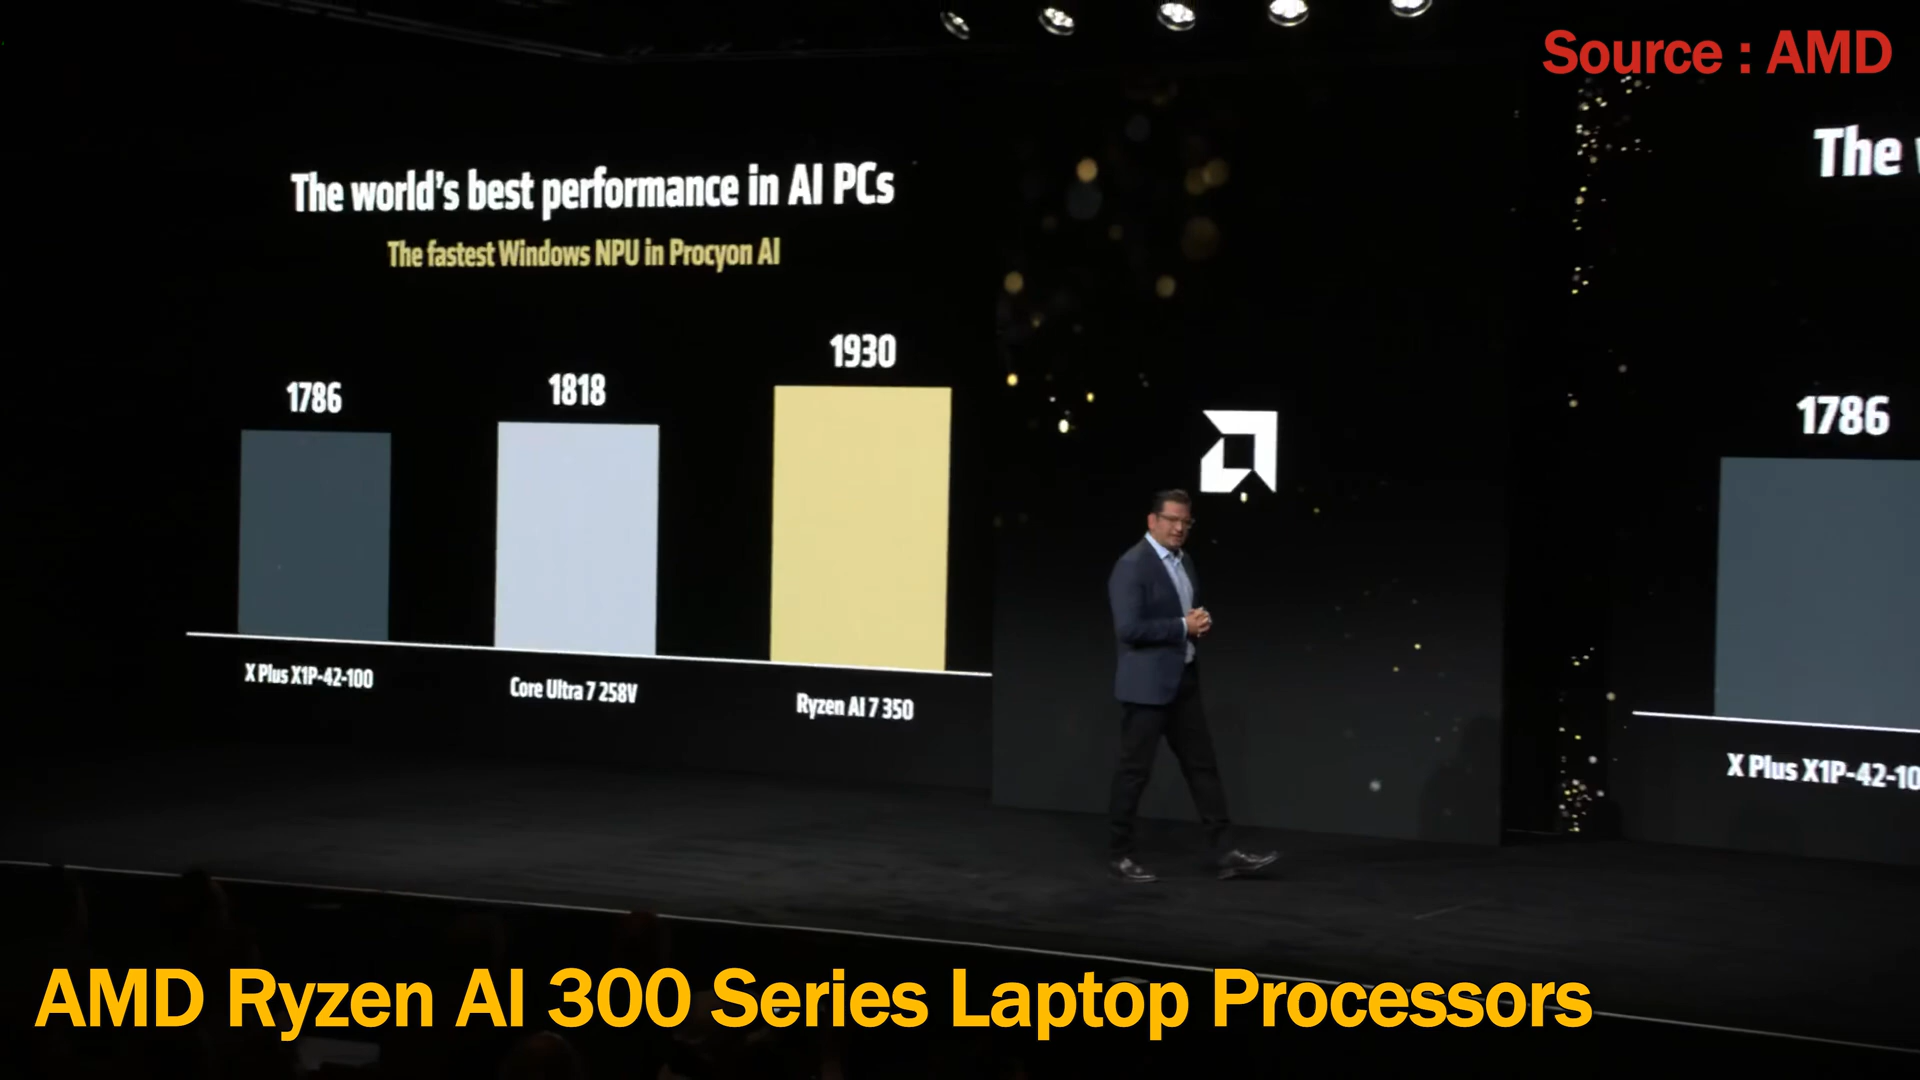 Source : AMD
The world's best performance in AI PCs
The fastest Windows NPU in Procyon AI
1786
1818
1930
X Plus X1P-42-100
Core Ultra 7 258V
Ryzen AI 7 350
The
1786
X Plus X1P-42-10
AMD Ryzen AI 300 Series Laptop Processors